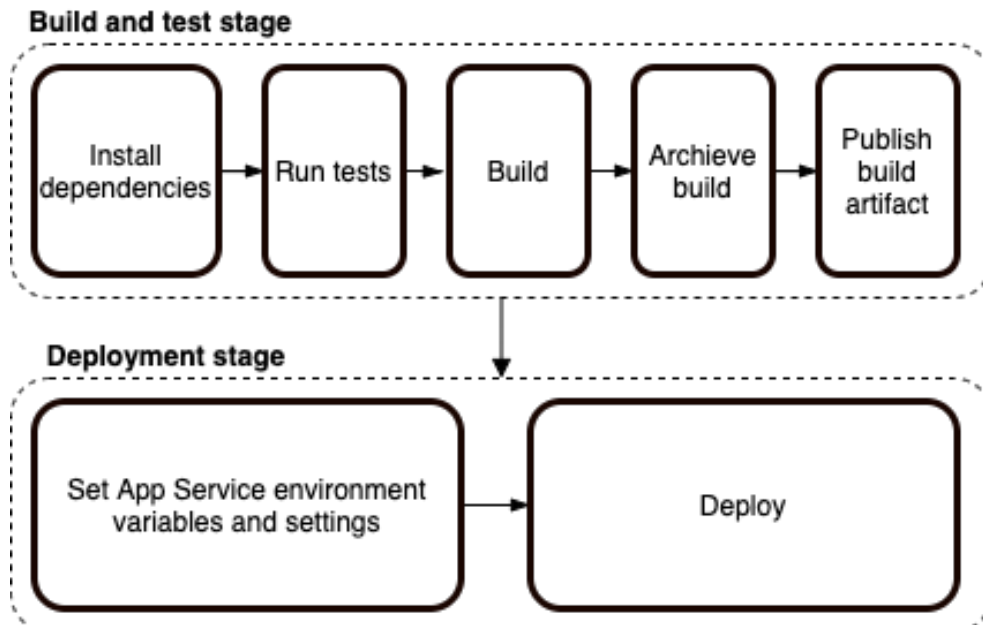 Build and test stage
Install
dependencies
Run tests
Build
Archieve
build
Publish
build
artifact
Deployment stage
Set App Service environment
variables and settings
Deploy